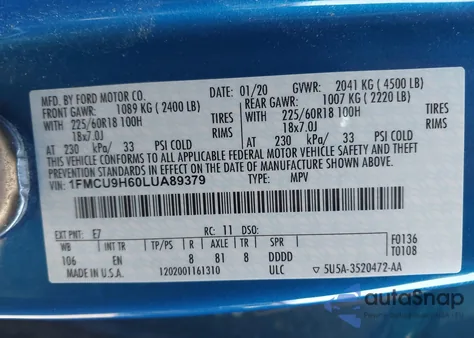 MFD. BY FORD MOTOR CO. 01/20 GVWR: 2041 KG (4500 LB)
FRONT GAWR: 1089 KG (2400 LB) REAR GAWR: 1007 KG (2220 LB)
WITH 225/60R18 100H TIRES WITH 225/60R18 100H TIRES
18x7.0J RIMS 18x7.0J RIMS
AT 230 kPa/ 33 PSI COLD AT 230 kPa/ 33 PSI COLD
THIS VEHICLE CONFORMS TO ALL APPLICABLE FEDERAL MOTOR VEHICLE SAFETY AND THEFT
PREVENTION STANDARDS IN EFFECT ON THE DATE OF MANUFACTURE SHOWN ABOVE.
VIN: 1FMCU9H60LUA89379 TYPE: MPV
EXT PNT: E7 RC: 11 DSO:
WB INT TR TP/PS R AXLE TR SPR F0136
106 EN 8 81 8 DDDD T0108
MADE IN U.S.A. 1202001161310 ULC ▽5U5A-3520472-AA
autoSnap